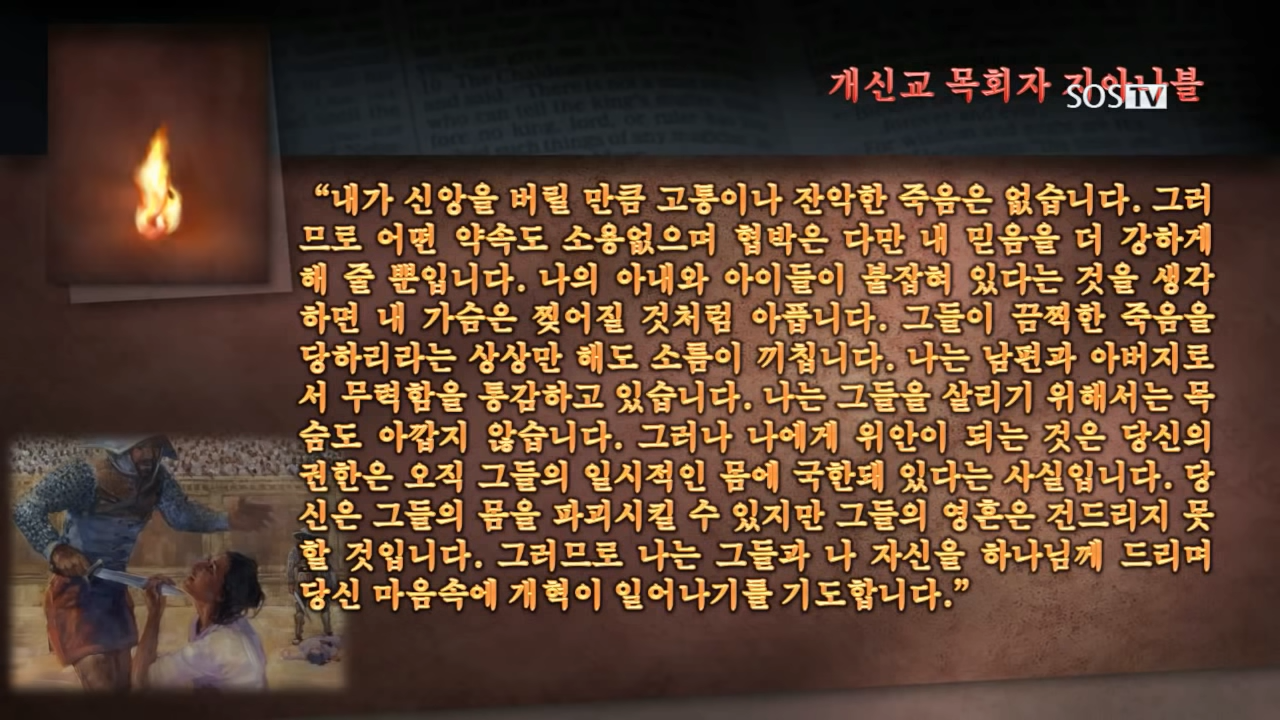 개신교 목회자
SOSTV
“내가 신앙을 버릴 만큼 고통이나 잔악한 죽음은 없습니다. 그러
므로 어떤 약속도 소용없으며 협박은 다만 내 믿음을 더 강하게
해 줄 뿐입니다. 나의 아내와 아이들이 붙잡혀 있다는 것을 생각
하면 내 가슴은 찢어질 것처럼 아픕니다. 그들이 끔찍한 죽음을
당하리라는 상상만 해도 소름이 끼칩니다. 나는 남편과 아버지로
서 무력함을 통감하고 있습니다. 나는 그들을 살리기 위해서는 목
숨도 아깝지 않습니다. 그러나 나에게 위안이 되는 것은 당신의
권한은 오직 그들의 일시적인 몸에 국한돼 있다는 사실입니다. 당
신은 그들의 몸을 파괴시킬 수 있지만 그들의 영혼은 건드리지 못
할 것입니다. 그러므로 나는 그들과 나 자신을 하나님께 드리며
당신 마음속에 개혁이 일어나기를 기도합니다.”